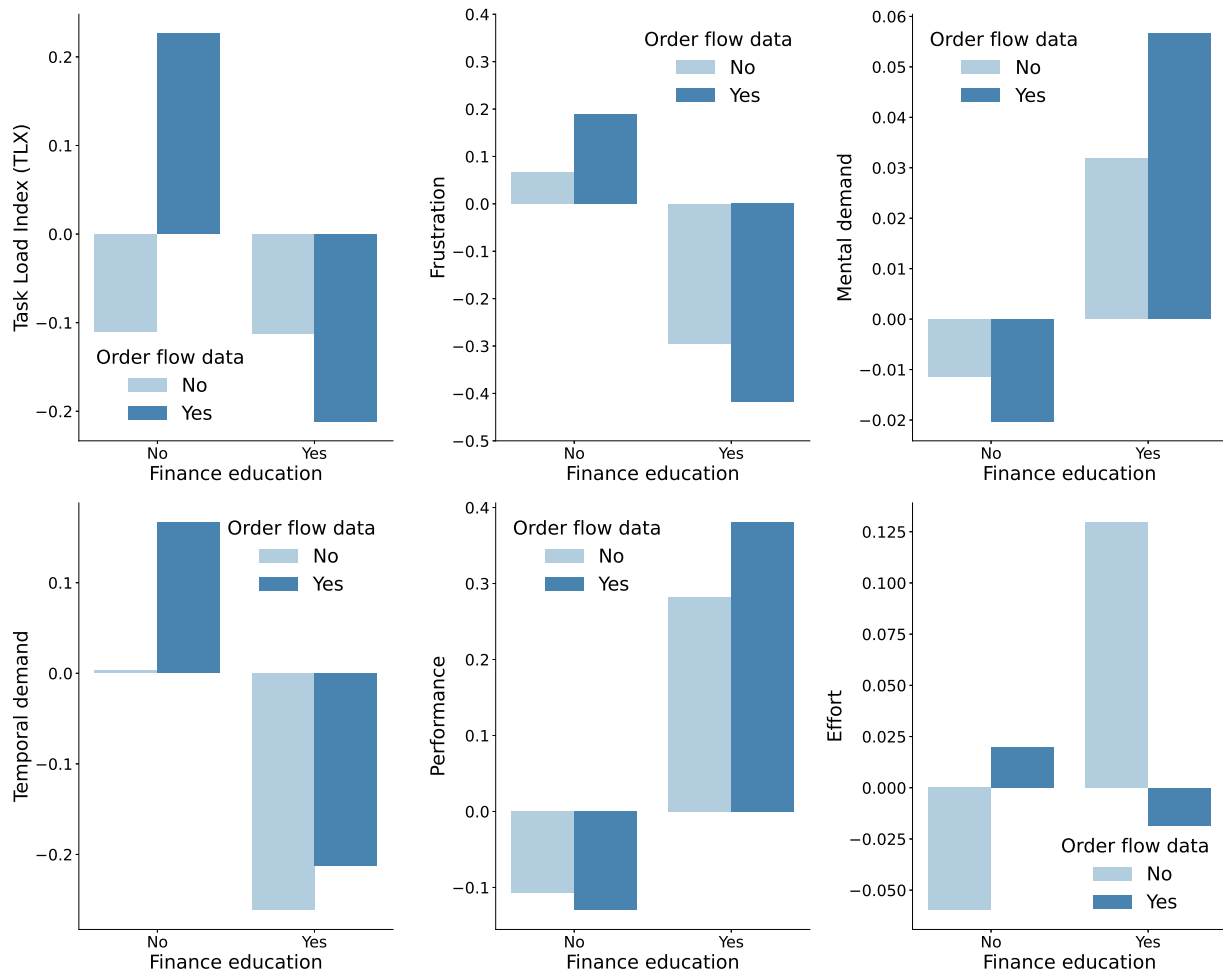 Task Load Index (TLX)
0.2
0.1
0.0
−0.1
−0.2
Order flow data
No
Yes
No
Yes
Finance education
Frustration
0.4
0.3
0.2
0.1
0.0
−0.1
−0.2
−0.3
−0.4
−0.5
Order flow data
No
Yes
No
Yes
Finance education
Mental demand
0.06
0.05
0.04
0.03
0.02
0.01
0.00
−0.01
−0.02
Order flow data
No
Yes
No
Yes
Finance education
Temporal demand
0.1
0.0
−0.1
−0.2
Order flow data
No
Yes
No
Yes
Finance education
Performance
0.4
0.3
0.2
0.1
0.0
−0.1
Order flow data
No
Yes
No
Yes
Finance education
Effort
0.125
0.100
0.075
0.050
0.025
0.000
−0.025
−0.050
Order flow data
No
Yes
No
Yes
Finance education